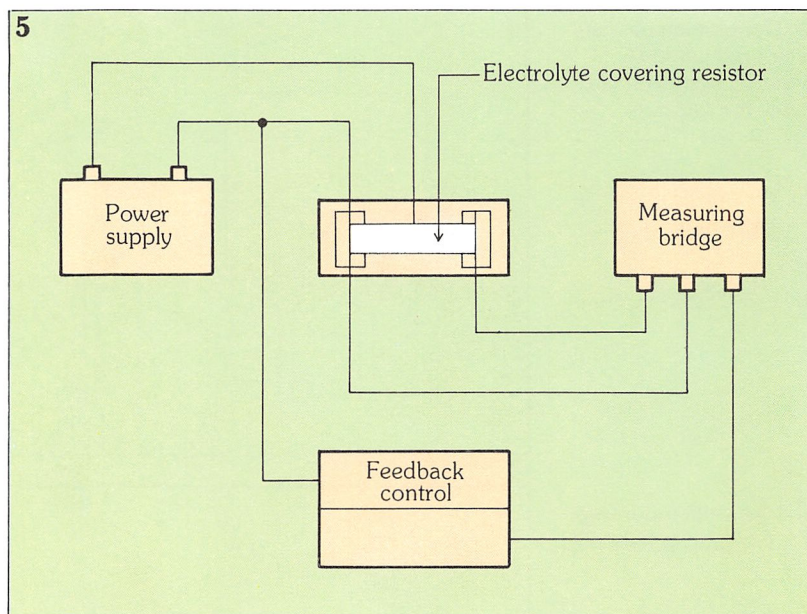 5
Electrolyte covering resistor
Power
supply
Measuring
bridge
Feedback
control